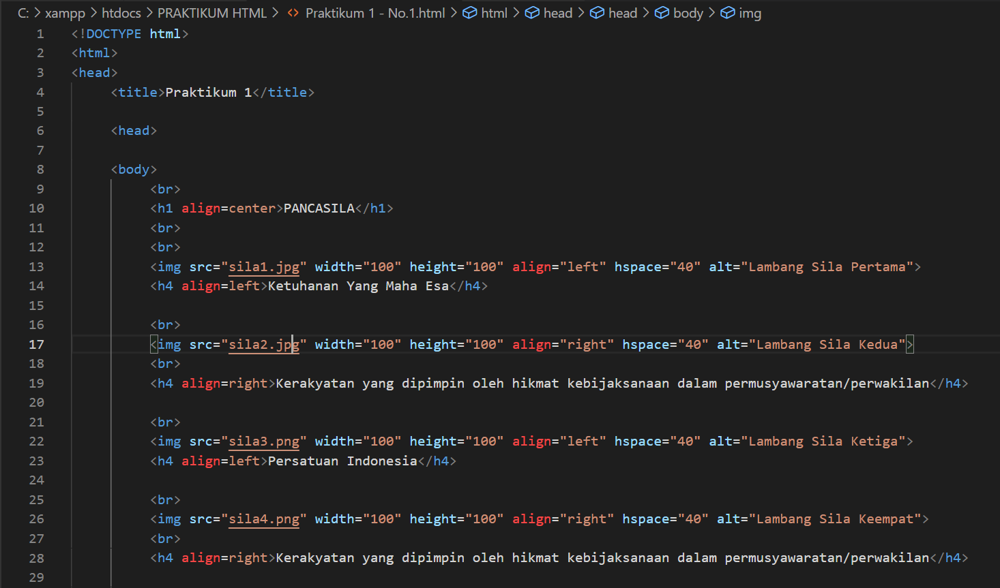 C: > xampp > htdocs > PRAKTIKUM HTML > <> Praktikum 1 - No.1.html > html > head > head > body > img
1 <!DOCTYPE html>
2 <html>
3 <head>
4 <title>Praktikum 1</title>
5
6 <head>
7
8 <body>
9 <br>
10 <h1 align=center>PANCASILA</h1>
11 <br>
12 <br>
13 <img src="sila1.jpg" width="100" height="100" align="left" hspace="40" alt="Lambang Sila Pertama">
14 <h4 align=left>Ketuhanan Yang Maha Esa</h4>
15
16 <br>
17 <img src="sila2.jpg" width="100" height="100" align="right" hspace="40" alt="Lambang Sila Kedua">
18 <br>
19 <h4 align=right>Kerakyatan yang dipimpin oleh hikmat kebijaksanaan dalam permusyawaratan/perwakilan</h4>
20
21 <br>
22 <img src="sila3.png" width="100" height="100" align="left" hspace="40" alt="Lambang Sila Ketiga">
23 <h4 align=left>Persatuan Indonesia</h4>
24
25 <br>
26 <img src="sila4.png" width="100" height="100" align="right" hspace="40" alt="Lambang Sila Keempat">
27 <br>
28 <h4 align=right>Kerakyatan yang dipimpin oleh hikmat kebijaksanaan dalam permusyawaratan/perwakilan</h4>
29